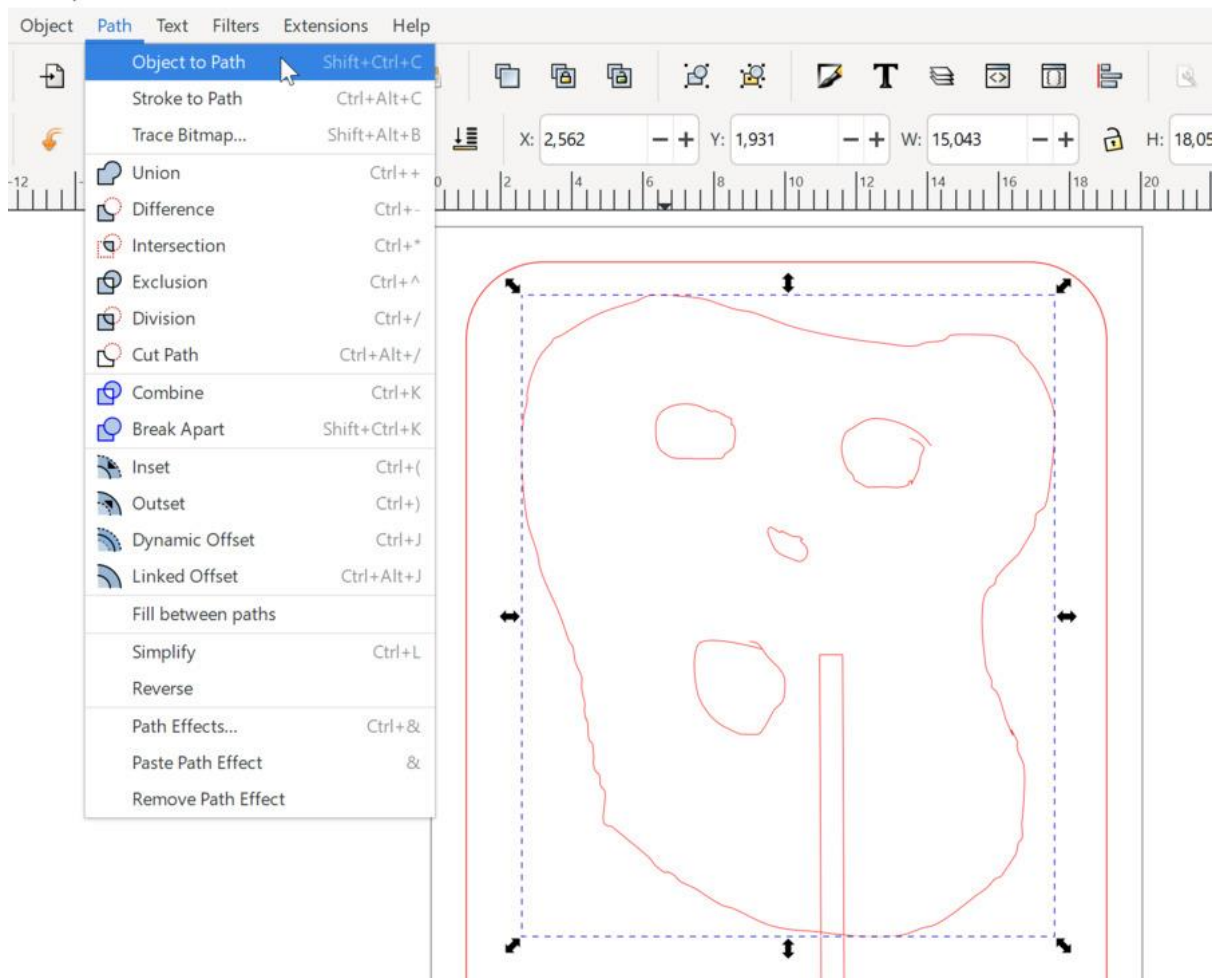 Object Path Text Filters Extensions Help
Object to Path Shift+Ctrl+C
Stroke to Path Ctrl+Alt+C
Trace Bitmap... Shift+Alt+B
X: 2,562 Y: 1,931 W: 15,043 H: 18,05
-12 0 2 4 6 8 10 12 14 16 18 20
Union Ctrl++
Difference Ctrl+-
Intersection Ctrl+*
Exclusion Ctrl+^
Division Ctrl+/
Cut Path Ctrl+Alt+/
Combine Ctrl+K
Break Apart Shift+Ctrl+K
Inset Ctrl+(
Outset Ctrl+)
Dynamic Offset Ctrl+J
Linked Offset Ctrl+Alt+J
Fill between paths
Simplify Ctrl+L
Reverse
Path Effects... Ctrl+&
Paste Path Effect &
Remove Path Effect